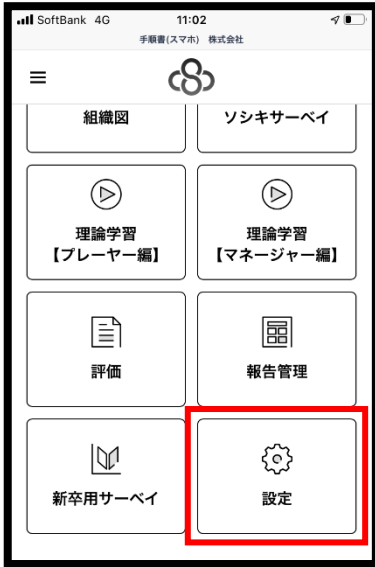 SoftBank 4G 11:02
手順書(スマホ) 株式会社
組織図 ソシキサーベイ
理論学習 理論学習
【プレーヤー編】 【マネージャー編】
評価 報告管理
新卒用サーベイ 設定